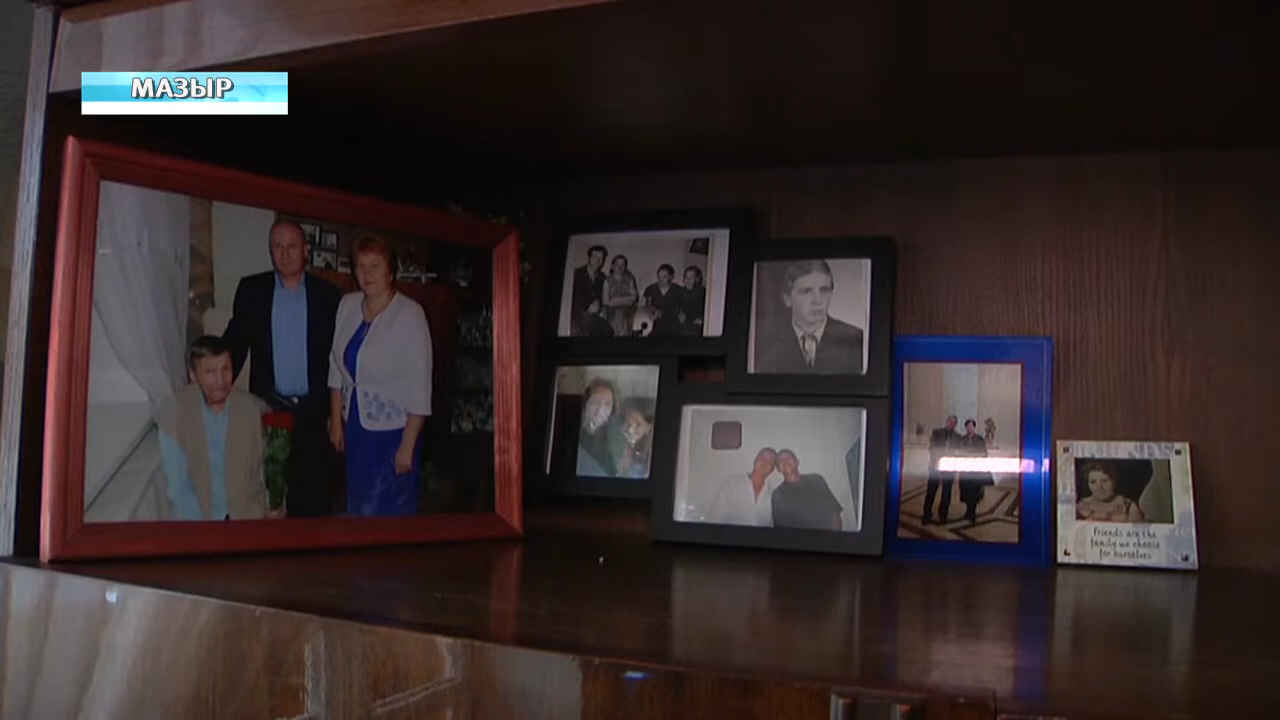 МАЗЫР
Friends are the
family we choose
for ourselves